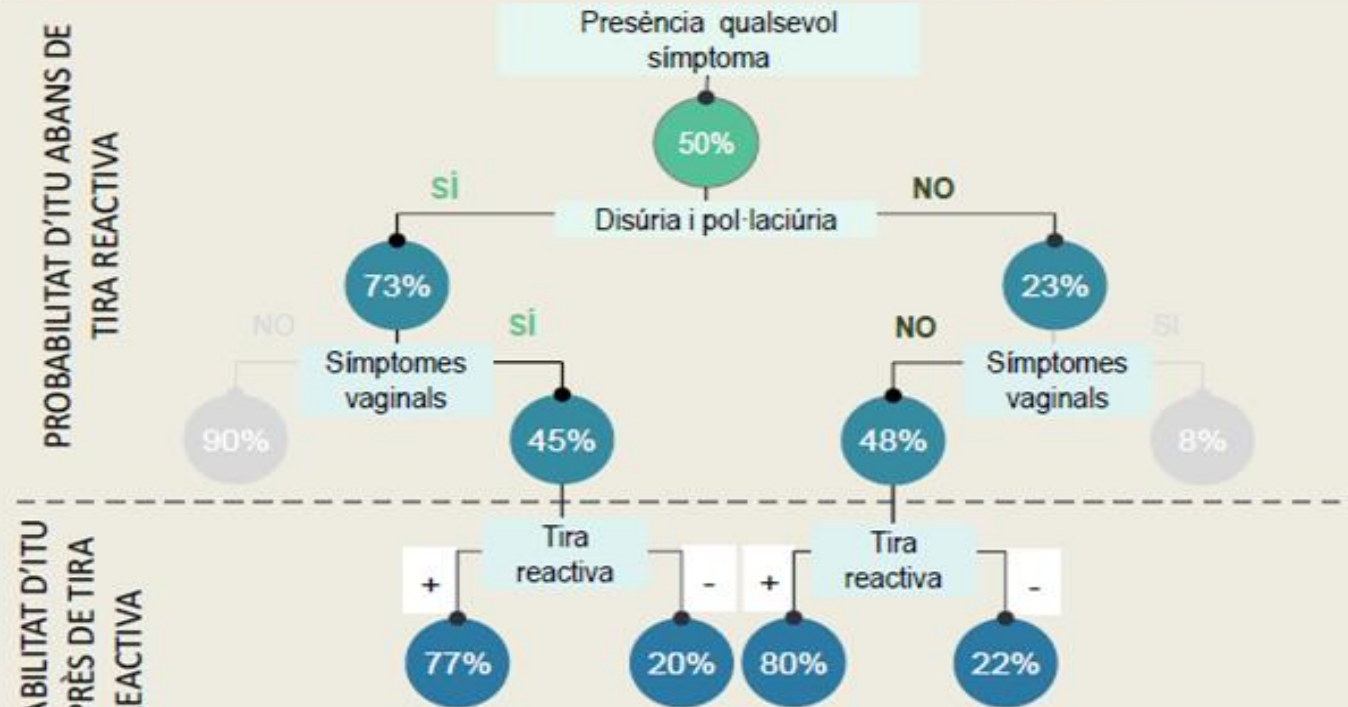 PROBABILITAT D'ITU ABANS DE
TIRA REACTIVA
Presència qualsevol
símptoma
50%
SÍ
NO
Disúria i pol·laciúria
73%
23%
NO
SÍ
NO
SI
Símptomes
vaginals
Símptomes
vaginals
90%
45%
48%
8%
ABILITAT D'ITU
PRÈS DE TIRA
EACTIVA
Tira
reactiva
Tira
reactiva
+
-
+
-
77%
20%
80%
22%